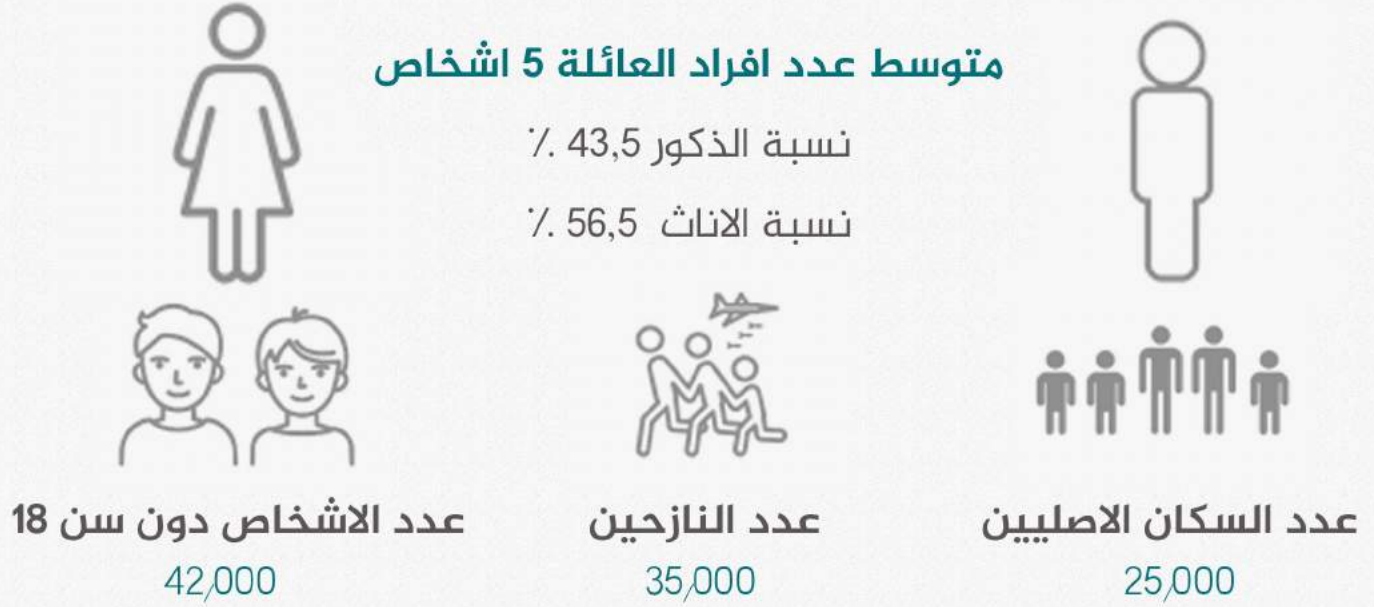 متوسط عدد افراد العائلة 5 اشخاص
نسبة الذكور 43,5 ٪
نسبة الاناث 56,5 ٪
عدد السكان الاصليين
25,000
عدد النازحين
35,000
عدد الاشخاص دون سن 18
42,000